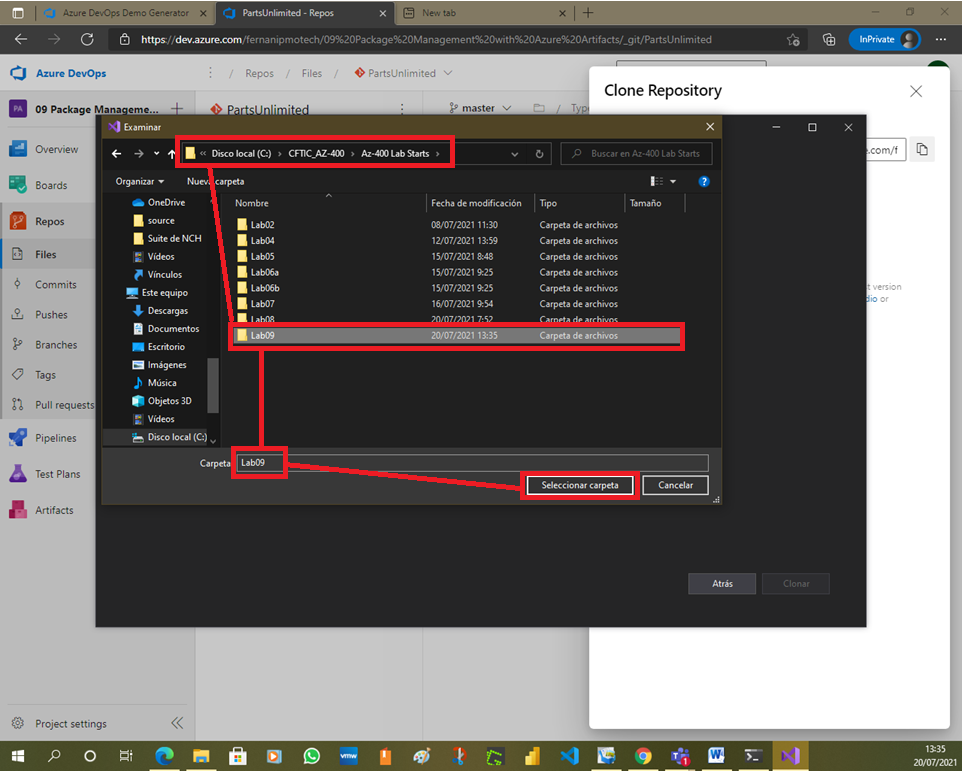 Azure DevOps Demo Generator
PartsUnlimited - Repos
New tab
https://dev.azure.com/fernanipmotech/09%20Package%20Management%20with%20Azure%20Artifacts/_git/PartsUnlimited
InPrivate
Azure DevOps
/ Repos / Files / PartsUnlimited
Clone Repository
PA
09 Package Manageme...
PartsUnlimited
master
/
Overview
Boards
Repos
Files
Commits
Pushes
Branches
Tags
Pull requests
Pipelines
Test Plans
Artifacts
Project settings
.com/f
version
or
Examinar
« Disco local (C:) › CFTIC_AZ-400 › Az-400 Lab Starts ›
Buscar en Az-400 Lab Starts
Organizar
Nueva carpeta
OneDrive
source
Suite de NCH
Vídeos
Vínculos
Este equipo
Descargas
Documentos
Escritorio
Imágenes
Música
Objetos 3D
Vídeos
Disco local (C:)
Nombre Fecha de modificación Tipo Tamaño
Lab02 08/07/2021 11:30 Carpeta de archivos
Lab04 12/07/2021 13:59 Carpeta de archivos
Lab05 15/07/2021 8:48 Carpeta de archivos
Lab06a 15/07/2021 9:25 Carpeta de archivos
Lab06b 15/07/2021 9:25 Carpeta de archivos
Lab07 16/07/2021 9:54 Carpeta de archivos
Lab08 20/07/2021 7:52 Carpeta de archivos
Lab09 20/07/2021 13:35 Carpeta de archivos
Carpeta: Lab09
Seleccionar carpeta
Cancelar
Atrás
Clonar
vmw
13:35
20/07/2021